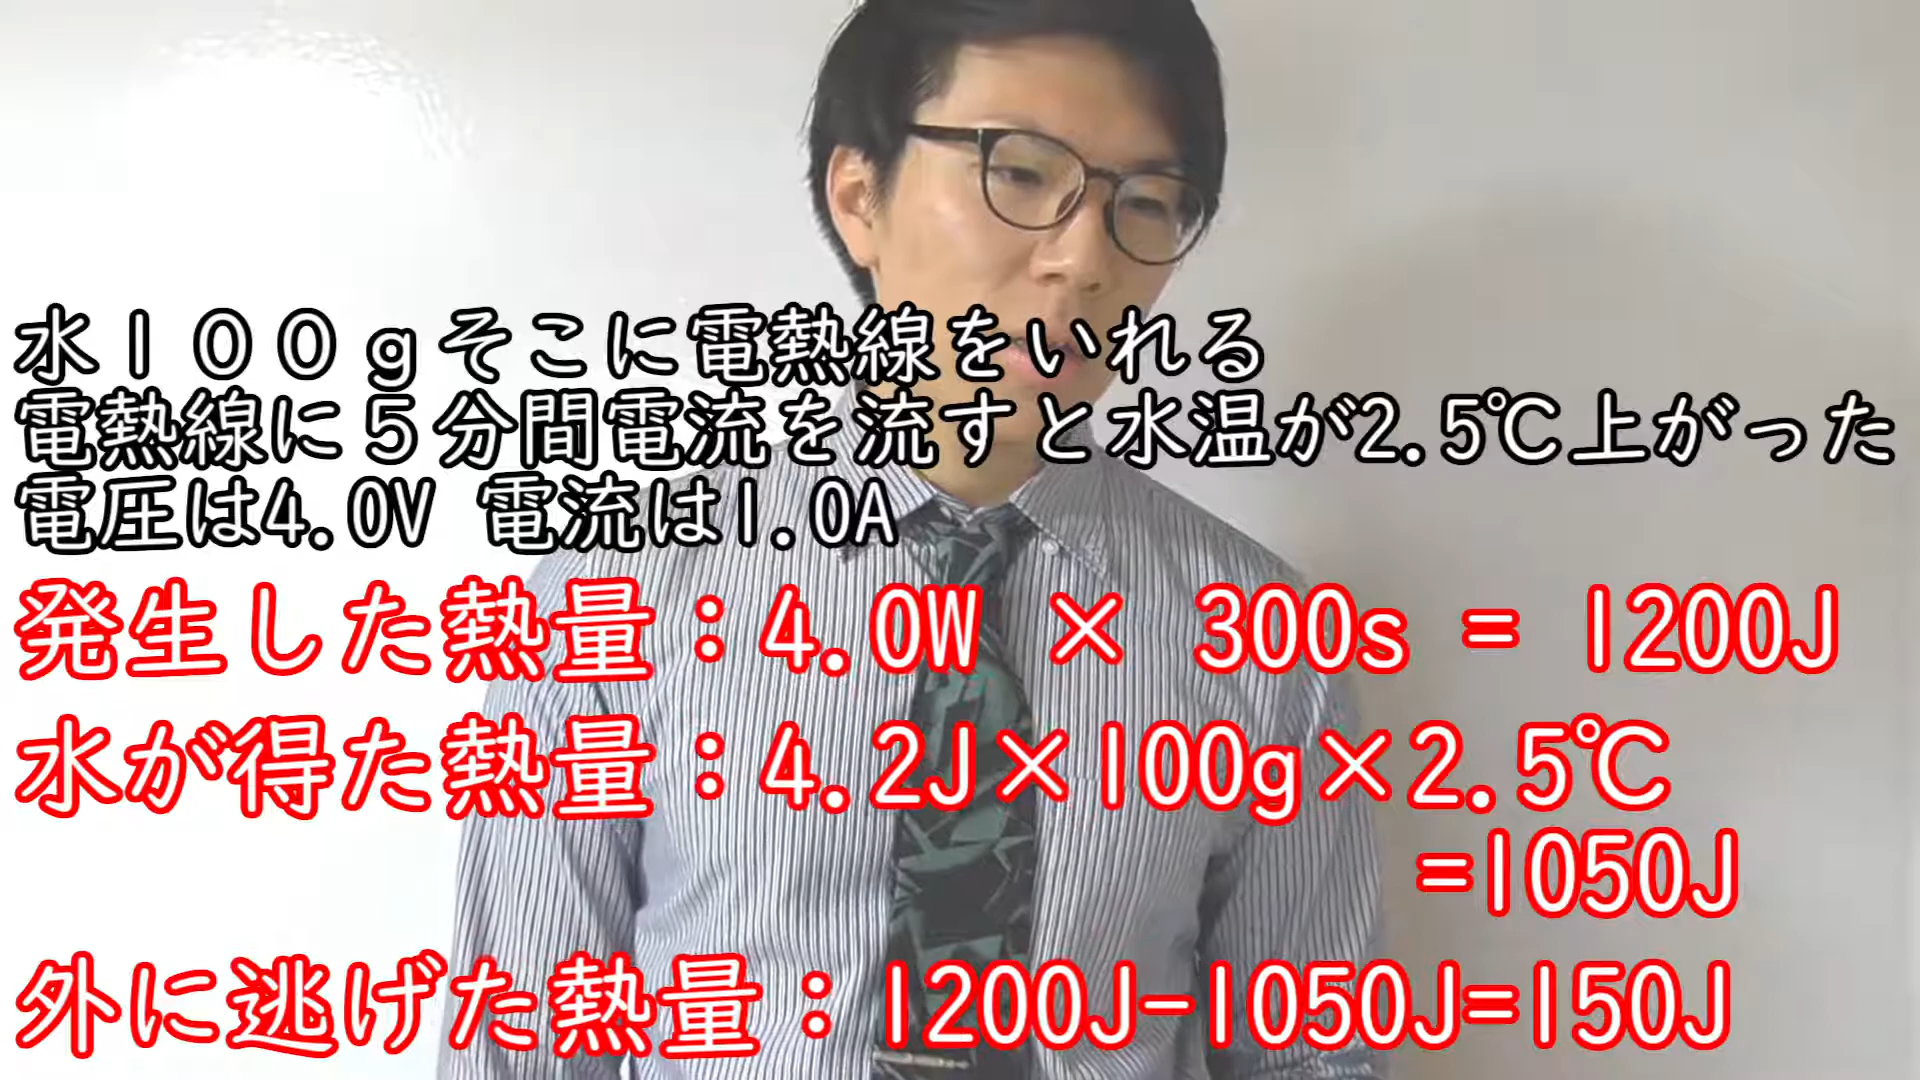 水１００ｇそこに電熱線をいれる
電熱線に５分間電流を流すと水温が2.5℃上がった
電圧は4.0V 電流は1.0A
発生した熱量：4.0W × 300s = 1200J
水が得た熱量：4.2J×100g×2.5℃
=1050J
外に逃げた熱量：1200J-1050J=150J